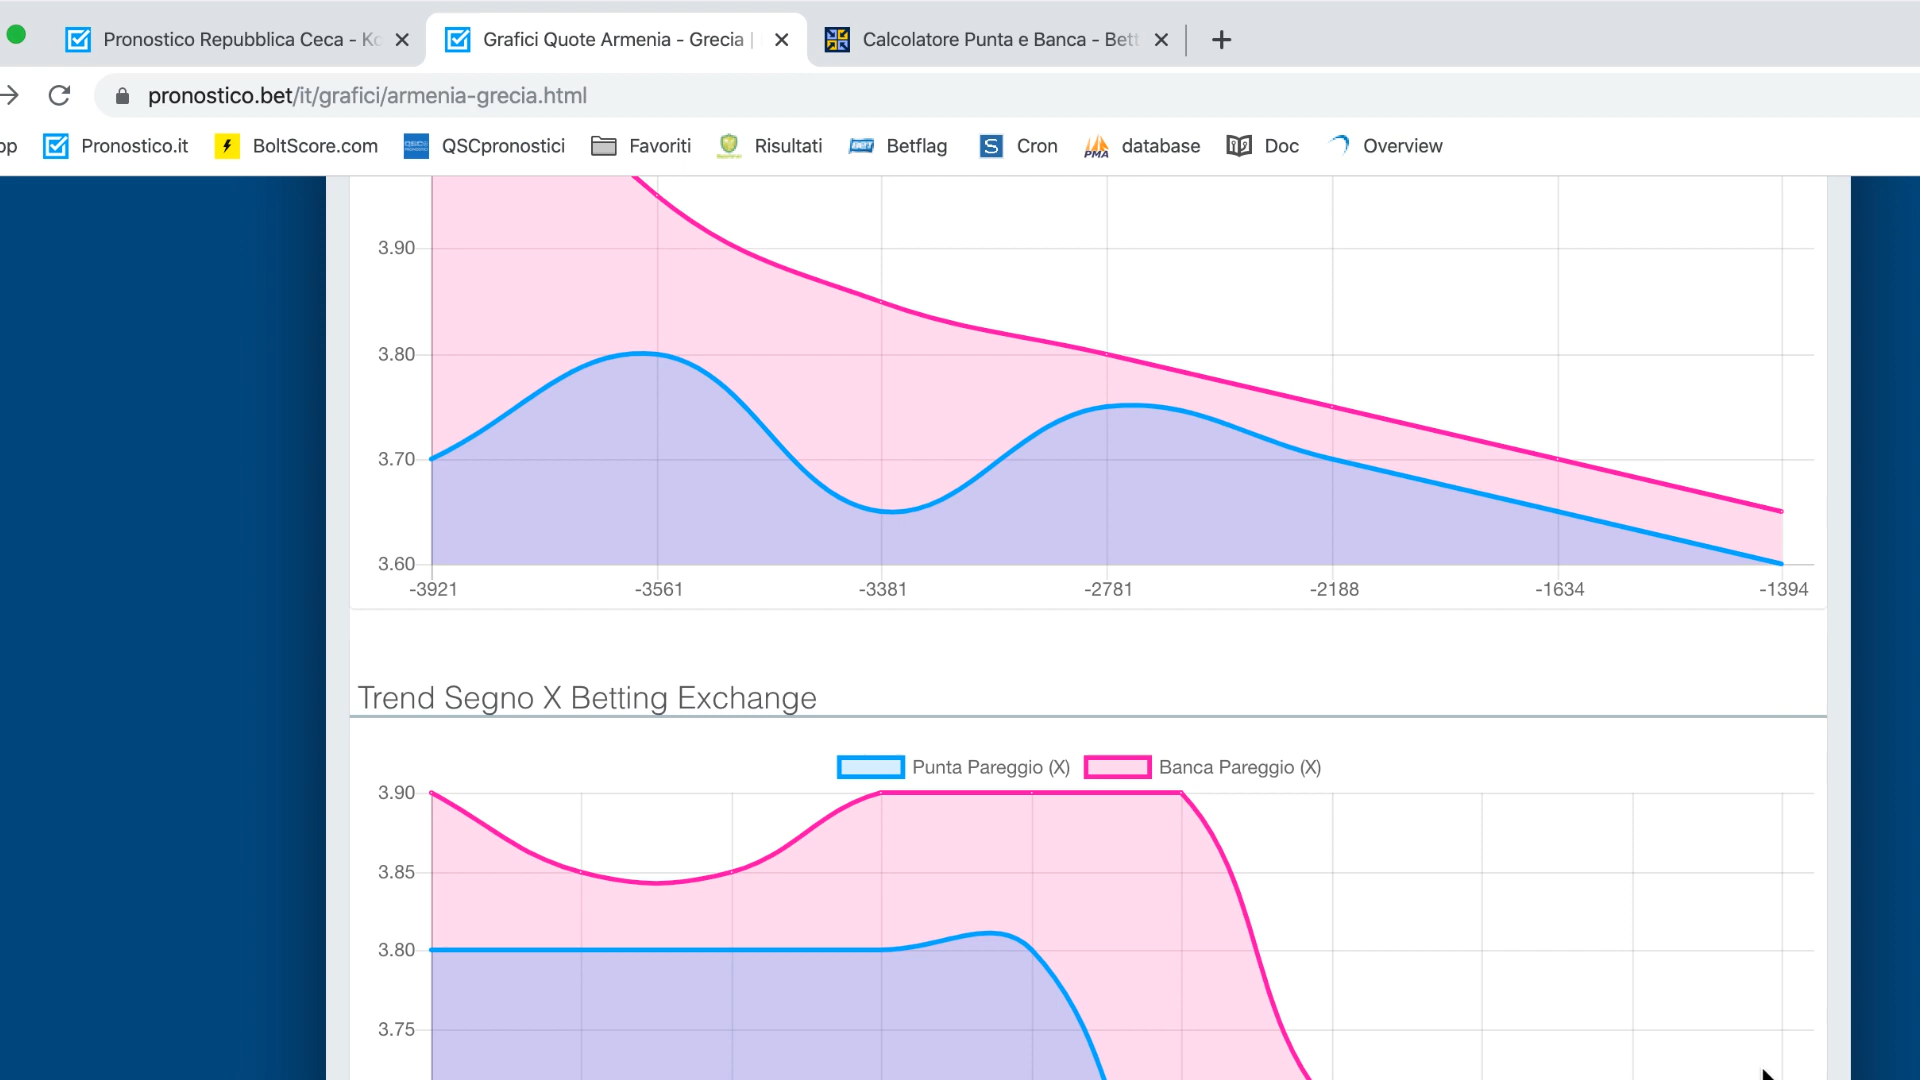 Pronostico Repubblica Ceca - Ko
Grafici Quote Armenia - Grecia |
Calcolatore Punta e Banca - Bett
pronostico.bet/it/grafici/armenia-grecia.html
Pronostico.it
BoltScore.com
QSCpronostici
Favoriti
Risultati
Betflag
S
Cron
PMA
database
Doc
Overview
3.90
3.80
3.70
3.60
-3921
-3561
-3381
-2781
-2188
-1634
-1394
Trend Segno X Betting Exchange
Punta Pareggio (X)
Banca Pareggio (X)
3.90
3.85
3.80
3.75